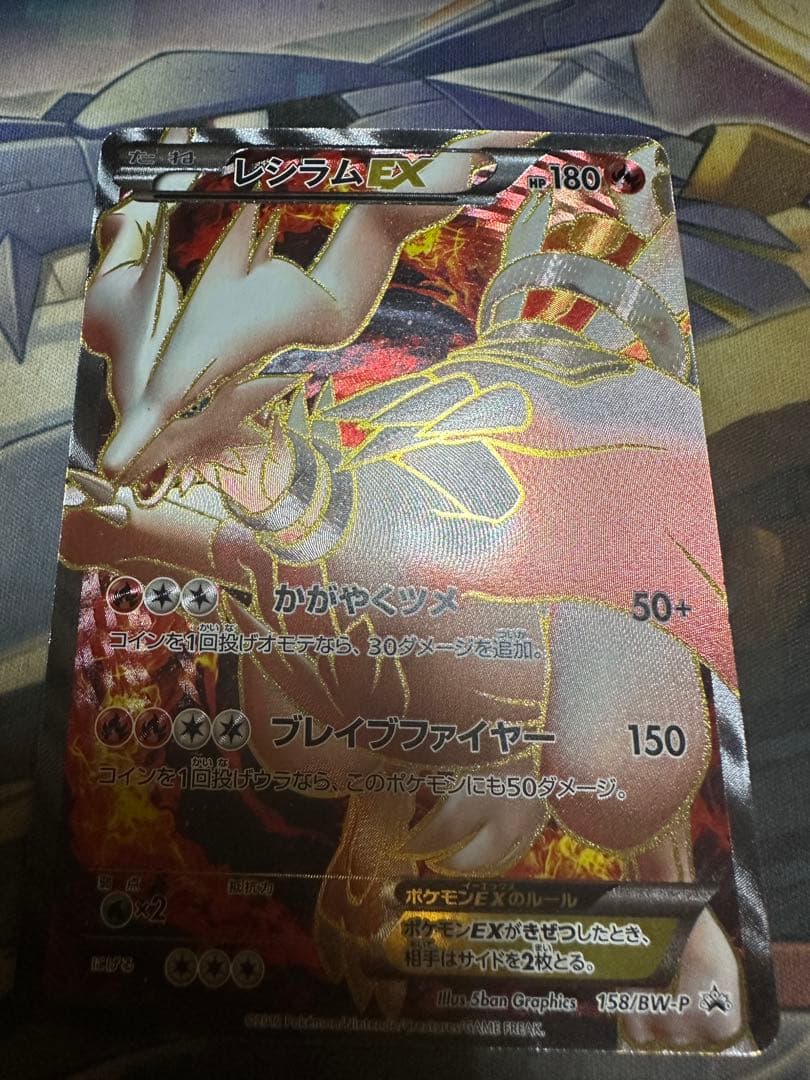 たね レシラムEX HP180
かがやくツメ 50+
コインを1回投げオモテなら、30ダメージを追加。
ブレイブファイヤー 150
コインを1回投げウラなら、このポケモンにも50ダメージ。
弱点 抵抗力
×2
ポケモンEXのルール
ポケモンEXがきぜつしたとき、
相手はサイドを2枚とる。
にげる
Illus. 5ban Graphics 158/BW-P
Pokémon/Nintendo/Creatures/GAME FREAK.